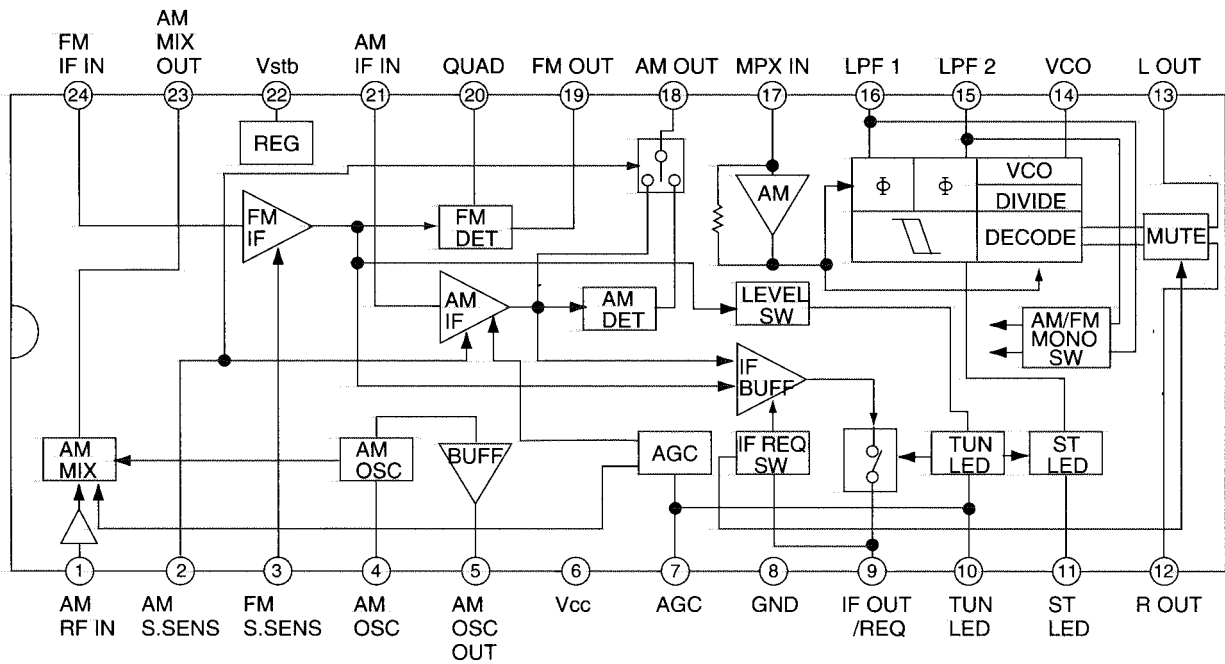 FM IF IN
AM MIX OUT
Vstb
AM IF IN
QUAD
FM OUT
AM OUT
MPX IN
LPF 1
LPF 2
VCO
L OUT
24
23
22
21
20
19
18
17
16
15
14
13
REG
FM IF
FM DET
AM
Φ
Φ
VCO
DIVIDE
DECODE
MUTE
AM IF
AM DET
LEVEL SW
AM/FM MONO SW
IF BUFF
AM MIX
AM OSC
BUFF
AGC
IF REQ SW
TUN LED
ST LED
1
2
3
4
5
6
7
8
9
10
11
12
AM RF IN
AM S.SENS
FM S.SENS
AM OSC
AM OSC OUT
Vcc
AGC
GND
IF OUT /REQ
TUN LED
ST LED
R OUT